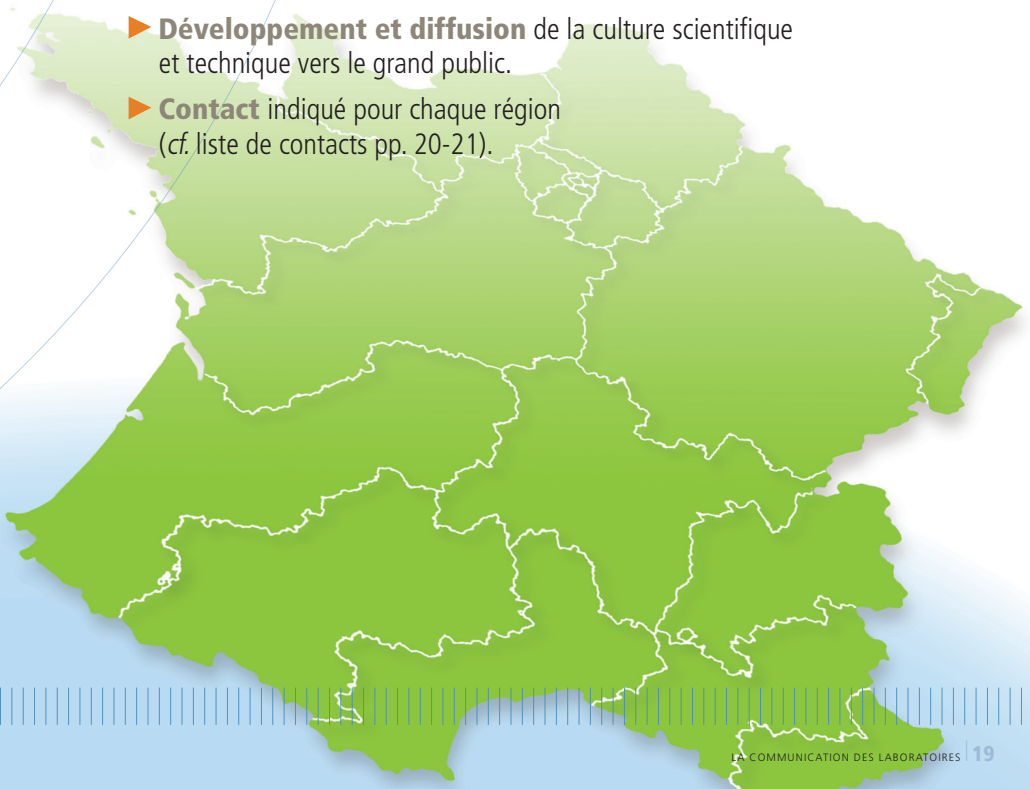 ▶ Développement et diffusion de la culture scientifique
et technique vers le grand public.
▶ Contact indiqué pour chaque région
(cf. liste de contacts pp. 20-21).
LA COMMUNICATION DES LABORATOIRES | 19